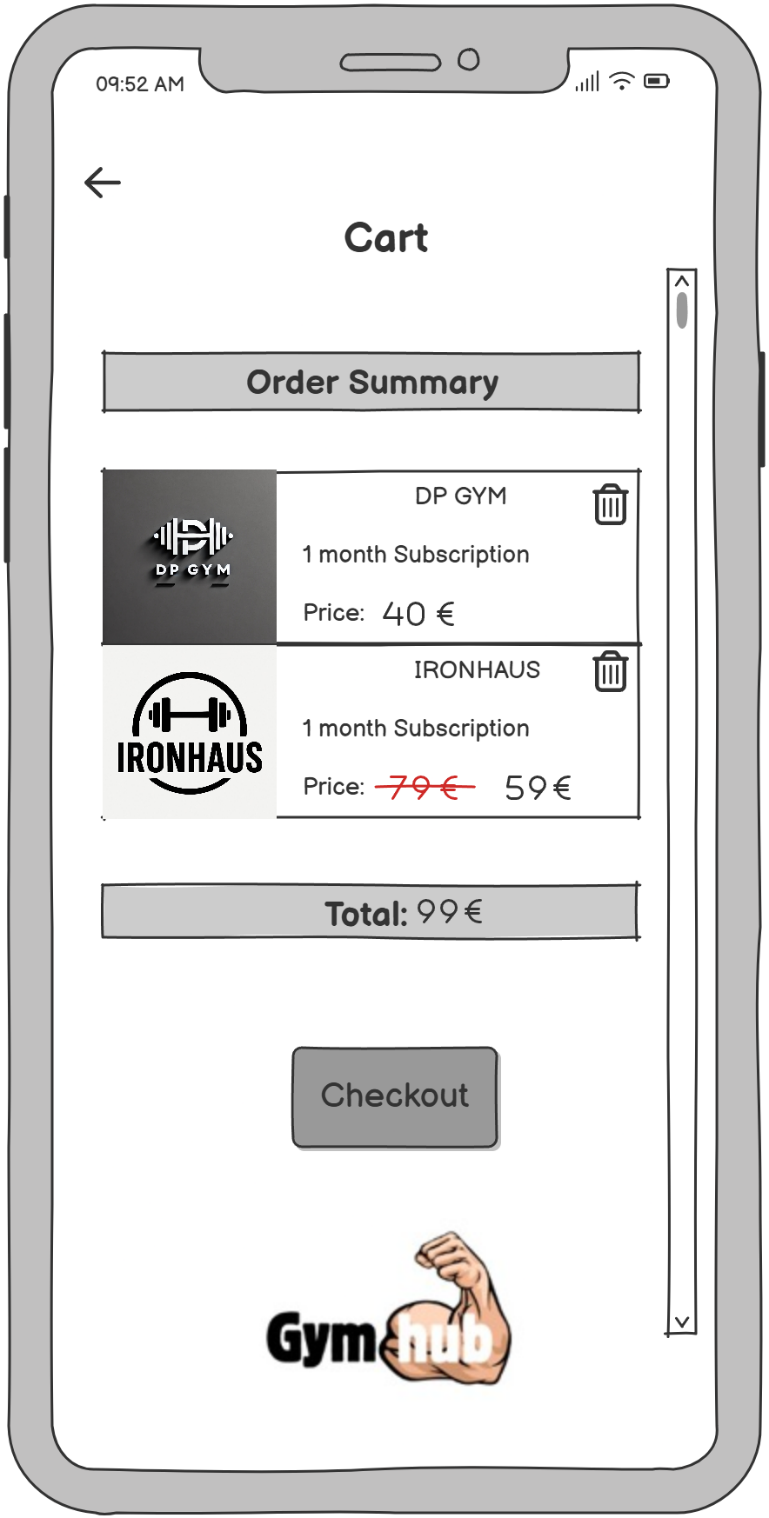 09:52 AM
Cart
Order Summary
DP GYM
DP GYM
1 month Subscription
Price: 40 €
IRONHAUS
IRONHAUS
1 month Subscription
Price: 79 € 59 €
Total: 99 €
Checkout
Gym hub